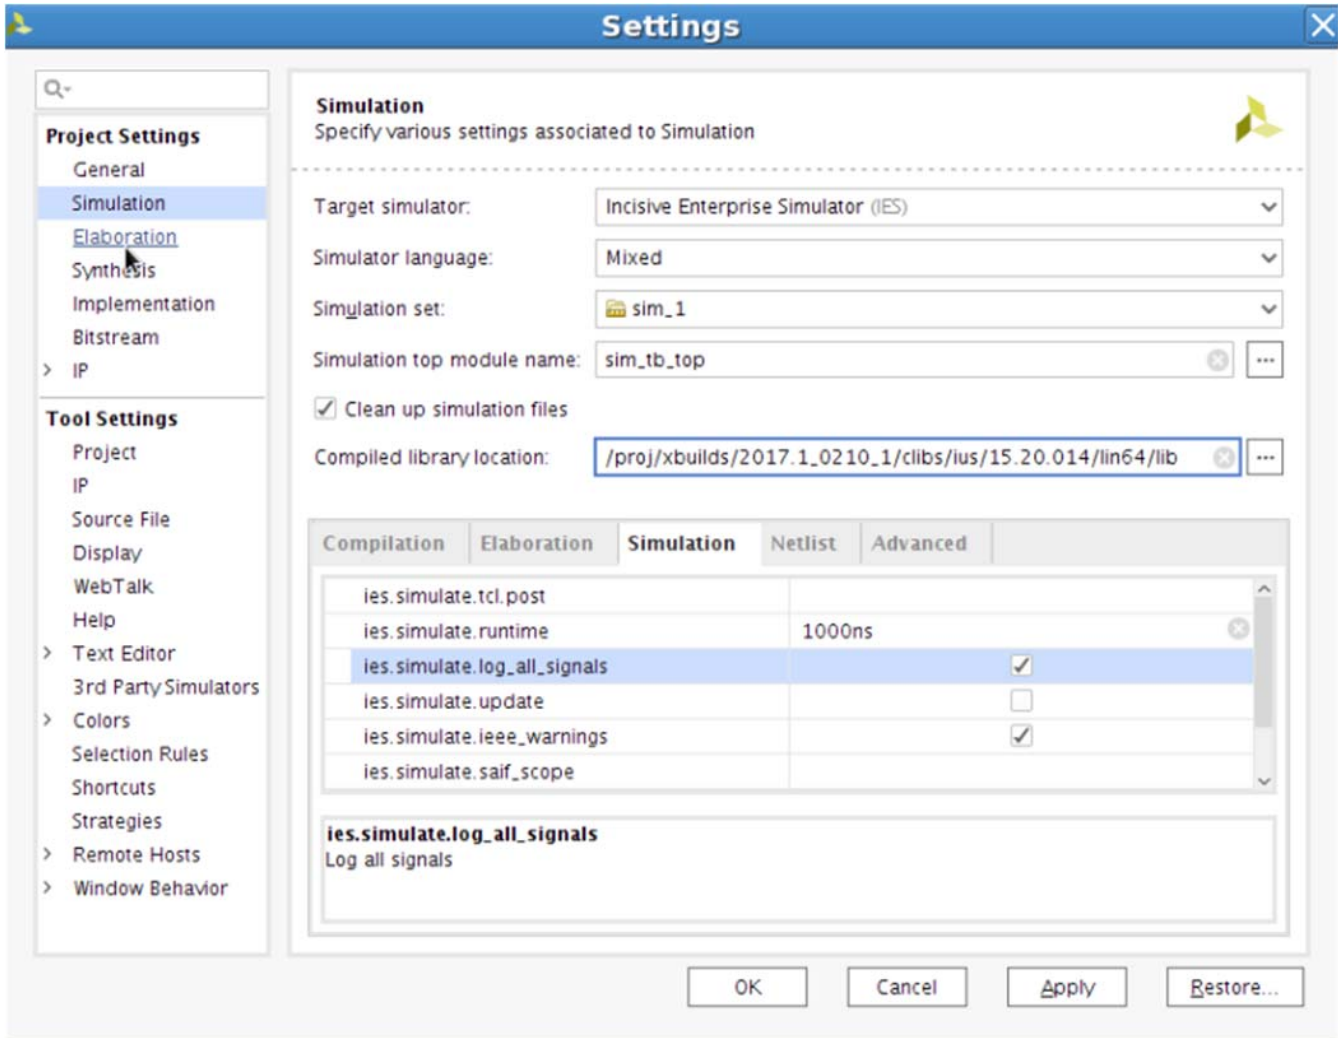 Settings
Project Settings
General
Simulation
Elaboration
Synthesis
Implementation
Bitstream
IP
Tool Settings
Project
IP
Source File
Display
WebTalk
Help
Text Editor
3rd Party Simulators
Colors
Selection Rules
Shortcuts
Strategies
Remote Hosts
Window Behavior
Simulation
Specify various settings associated to Simulation
Target simulator: Incisive Enterprise Simulator (IES)
Simulator language: Mixed
Simulation set: sim_1
Simulation top module name: sim_tb_top ...
Clean up simulation files
Compiled library location: /proj/xbuilds/2017.1_0210_1/clibs/ius/15.20.014/lin64/lib ...
Compilation Elaboration Simulation Netlist Advanced
ies.simulate.tcl.post
ies.simulate.runtime 1000ns
ies.simulate.log_all_signals
ies.simulate.update
ies.simulate.ieee_warnings
ies.simulate.saif_scope
ies.simulate.log_all_signals
Log all signals
OK Cancel Apply Restore...